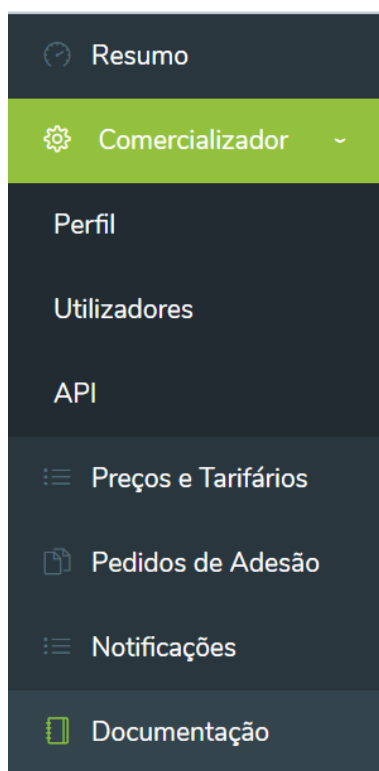 Resumo
Comercializador
Perfil
Utilizadores
API
Preços e Tarifários
Pedidos de Adesão
Notificações
Documentação